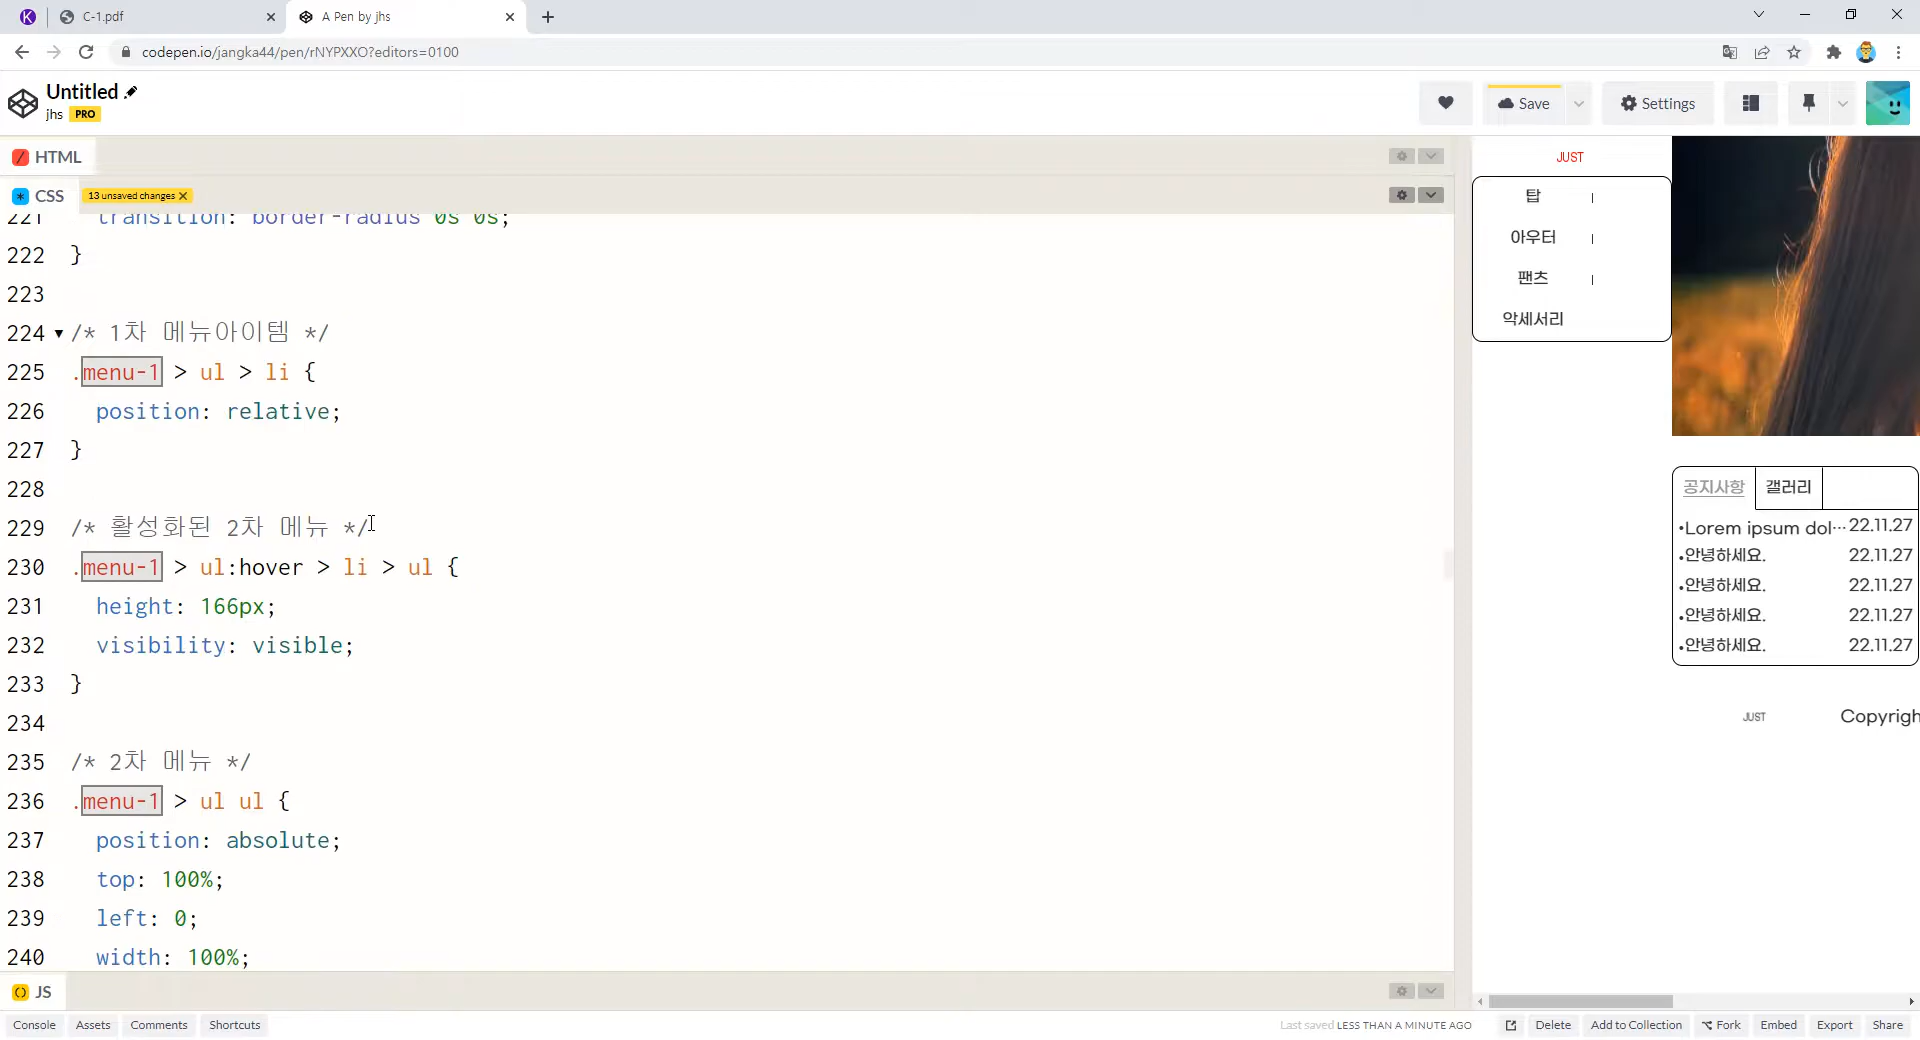 C-1.pdf
A Pen by jhs
codepen.io/jangka44/pen/rNYPXXO?editors=0100
Untitled
jhs PRO
Save
Settings
HTML
CSS
13 unsaved changes
221 transition: border-radius 0s 0s;
222 }
223
224 /* 1차 메뉴아이템 */
225 .menu-1 > ul > li {
226 position: relative;
227 }
228
229 /* 활성화된 2차 메뉴 */
230 .menu-1 > ul:hover > li > ul {
231 height: 166px;
232 visibility: visible;
233 }
234
235 /* 2차 메뉴 */
236 .menu-1 > ul ul {
237 position: absolute;
238 top: 100%;
239 left: 0;
240 width: 100%;
JS
JUST
탑
아우터
팬츠
악세서리
공지사항 갤러리
•Lorem ipsum dol… 22.11.27
•안녕하세요. 22.11.27
•안녕하세요. 22.11.27
•안녕하세요. 22.11.27
•안녕하세요. 22.11.27
JUST Copyrigh
Console Assets Comments Shortcuts
Last saved LESS THAN A MINUTE AGO
Delete Add to Collection Fork Embed Export Share